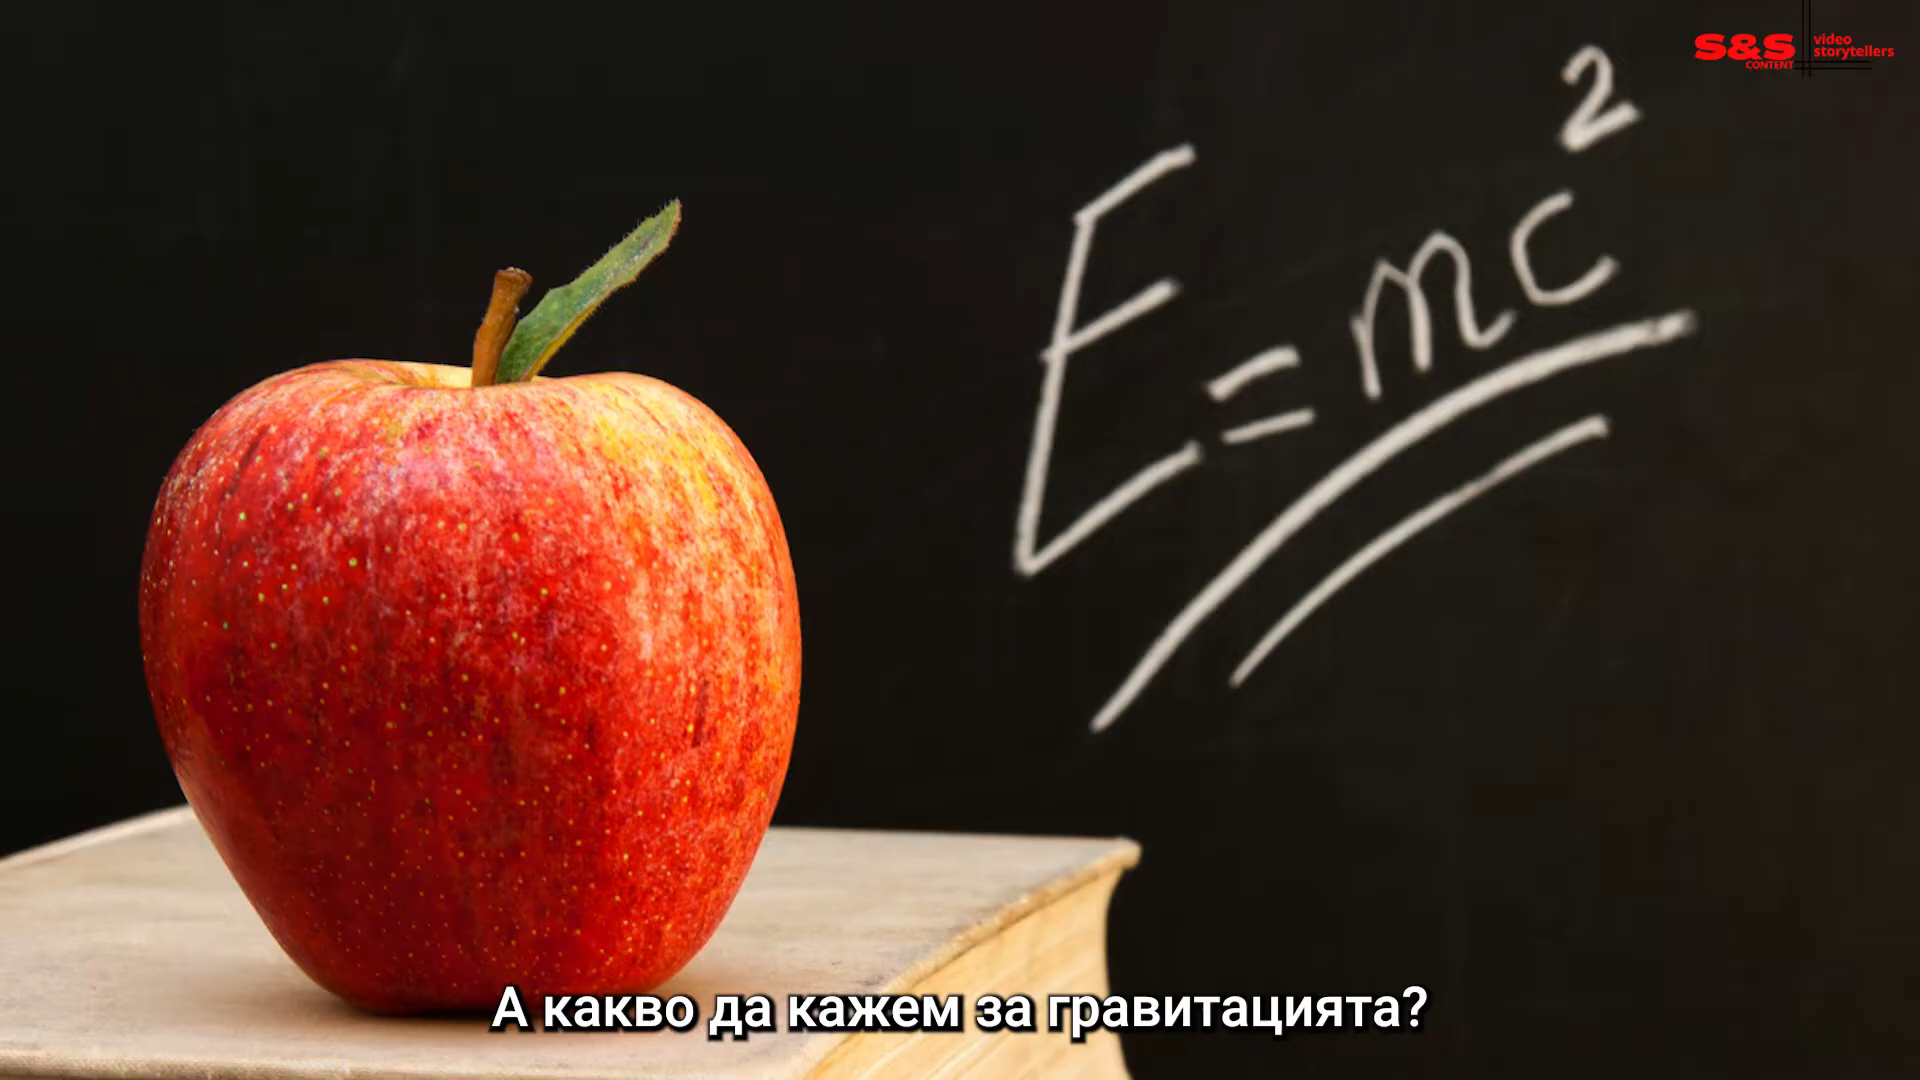 S&S
CONTENT
video
storytellers
E=mc²
А какво да кажем за гравитацията?